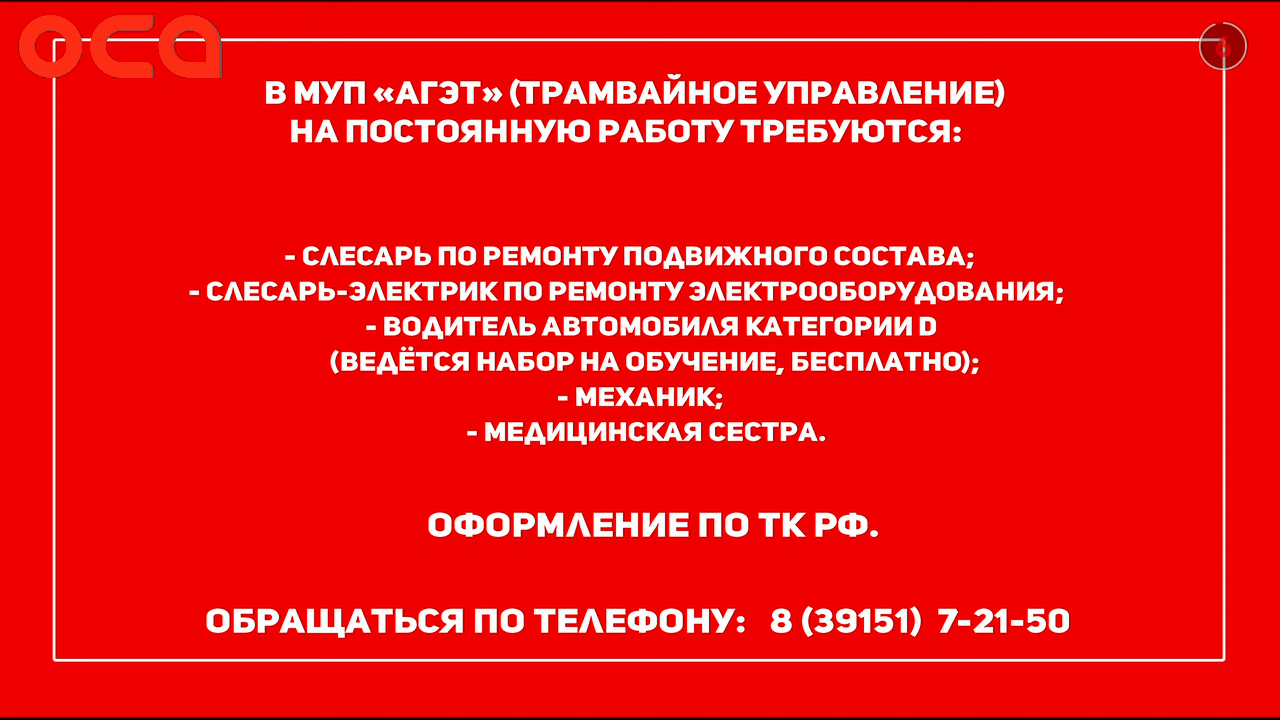 оса
6
В МУП «АГЭТ» (ТРАМВАЙНОЕ УПРАВЛЕНИЕ)
НА ПОСТОЯННУЮ РАБОТУ ТРЕБУЮТСЯ:
- СЛЕСАРЬ ПО РЕМОНТУ ПОДВИЖНОГО СОСТАВА;
- СЛЕСАРЬ-ЭЛЕКТРИК ПО РЕМОНТУ ЭЛЕКТРООБОРУДОВАНИЯ;
- ВОДИТЕЛЬ АВТОМОБИЛЯ КАТЕГОРИИ D
(ВЕДЁТСЯ НАБОР НА ОБУЧЕНИЕ, БЕСПЛАТНО);
- МЕХАНИК;
- МЕДИЦИНСКАЯ СЕСТРА.
ОФОРМЛЕНИЕ ПО ТК РФ.
ОБРАЩАТЬСЯ ПО ТЕЛЕФОНУ: 8 (39151) 7-21-50